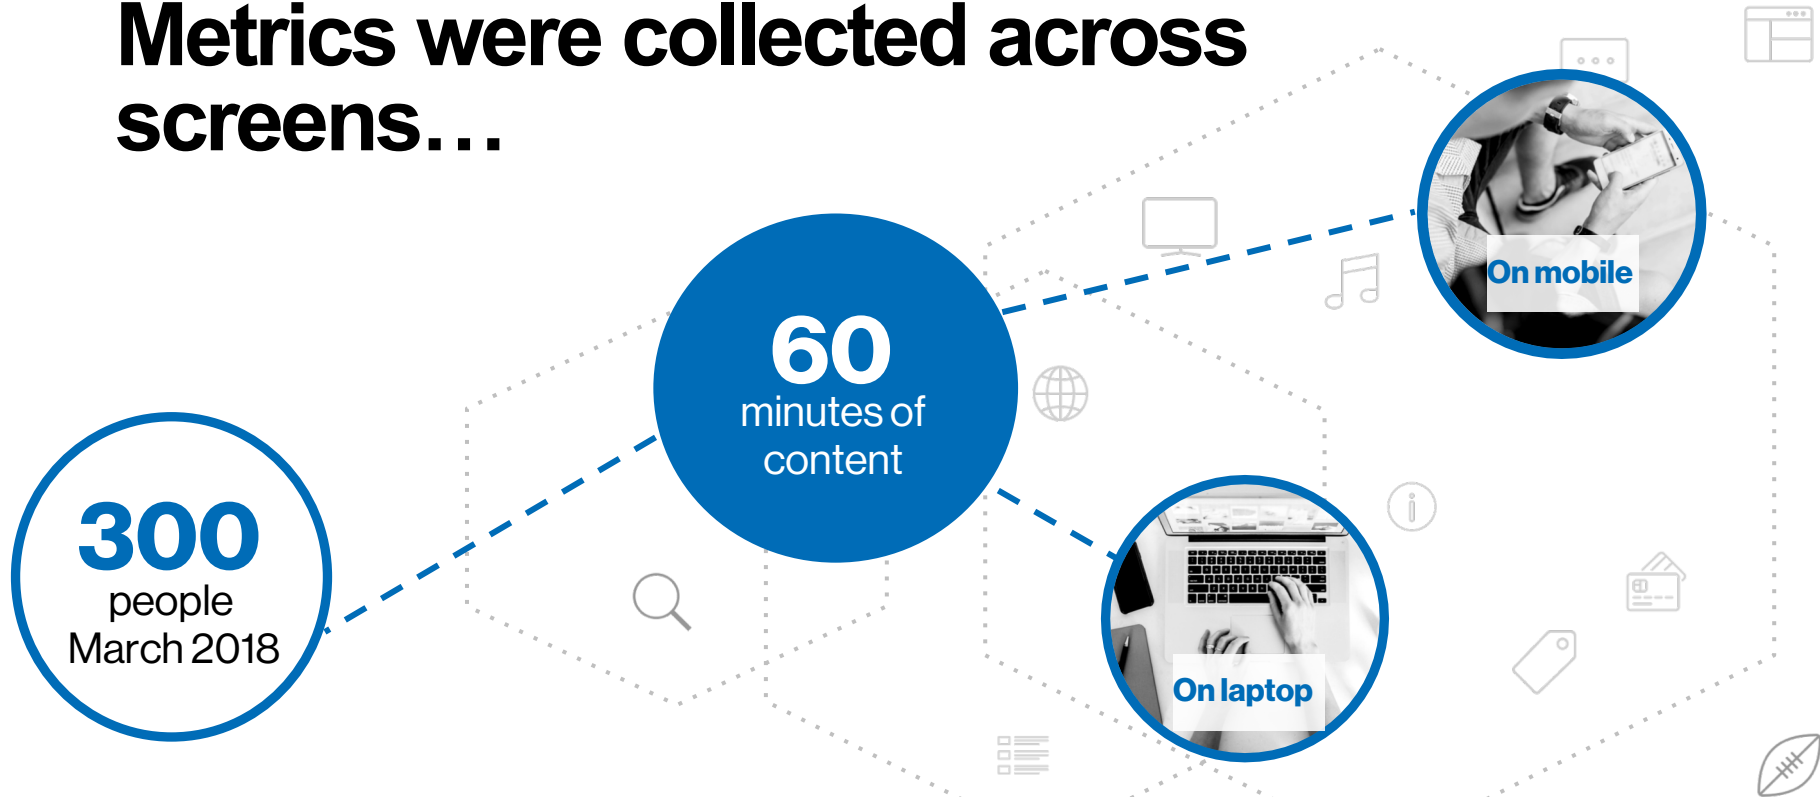 Metrics were collected across
screens…
On mobile
60
minutes of
content
300
people
March 2018
On laptop